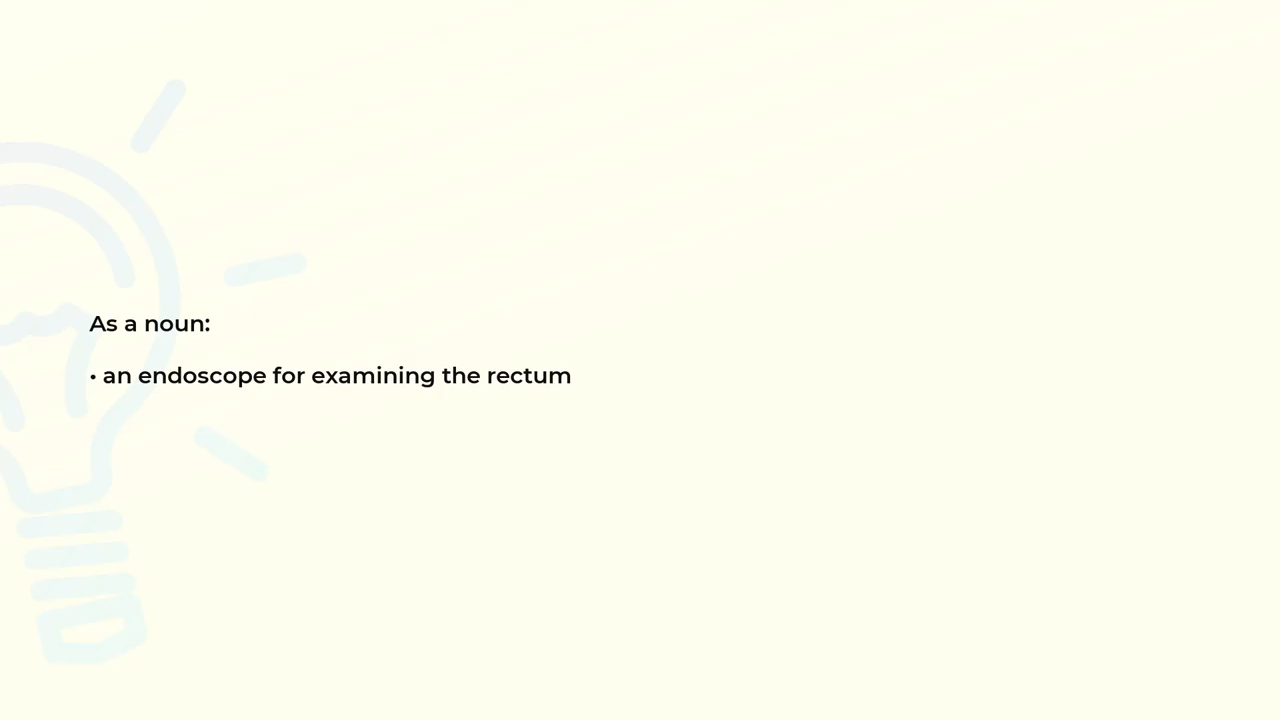 As a noun:
• an endoscope for examining the rectum